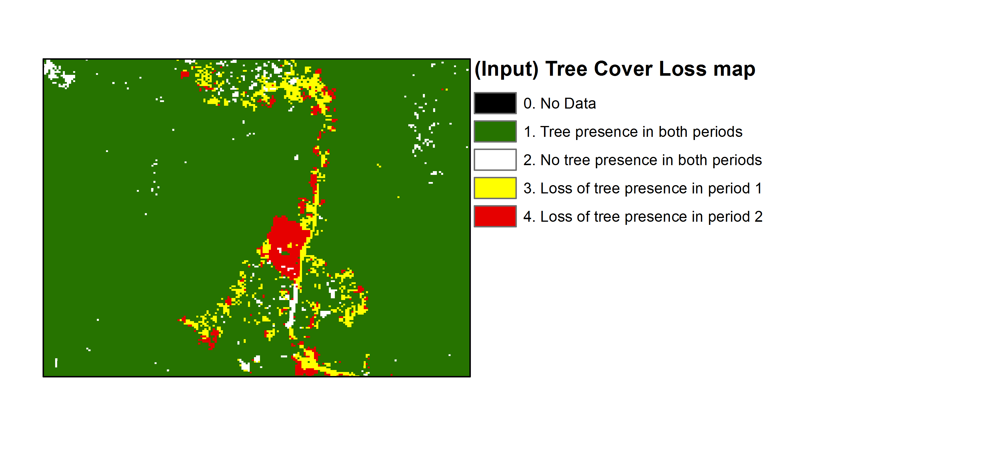 (Input) Tree Cover Loss map
0. No Data
1. Tree presence in both periods
2. No tree presence in both periods
3. Loss of tree presence in period 1
4. Loss of tree presence in period 2